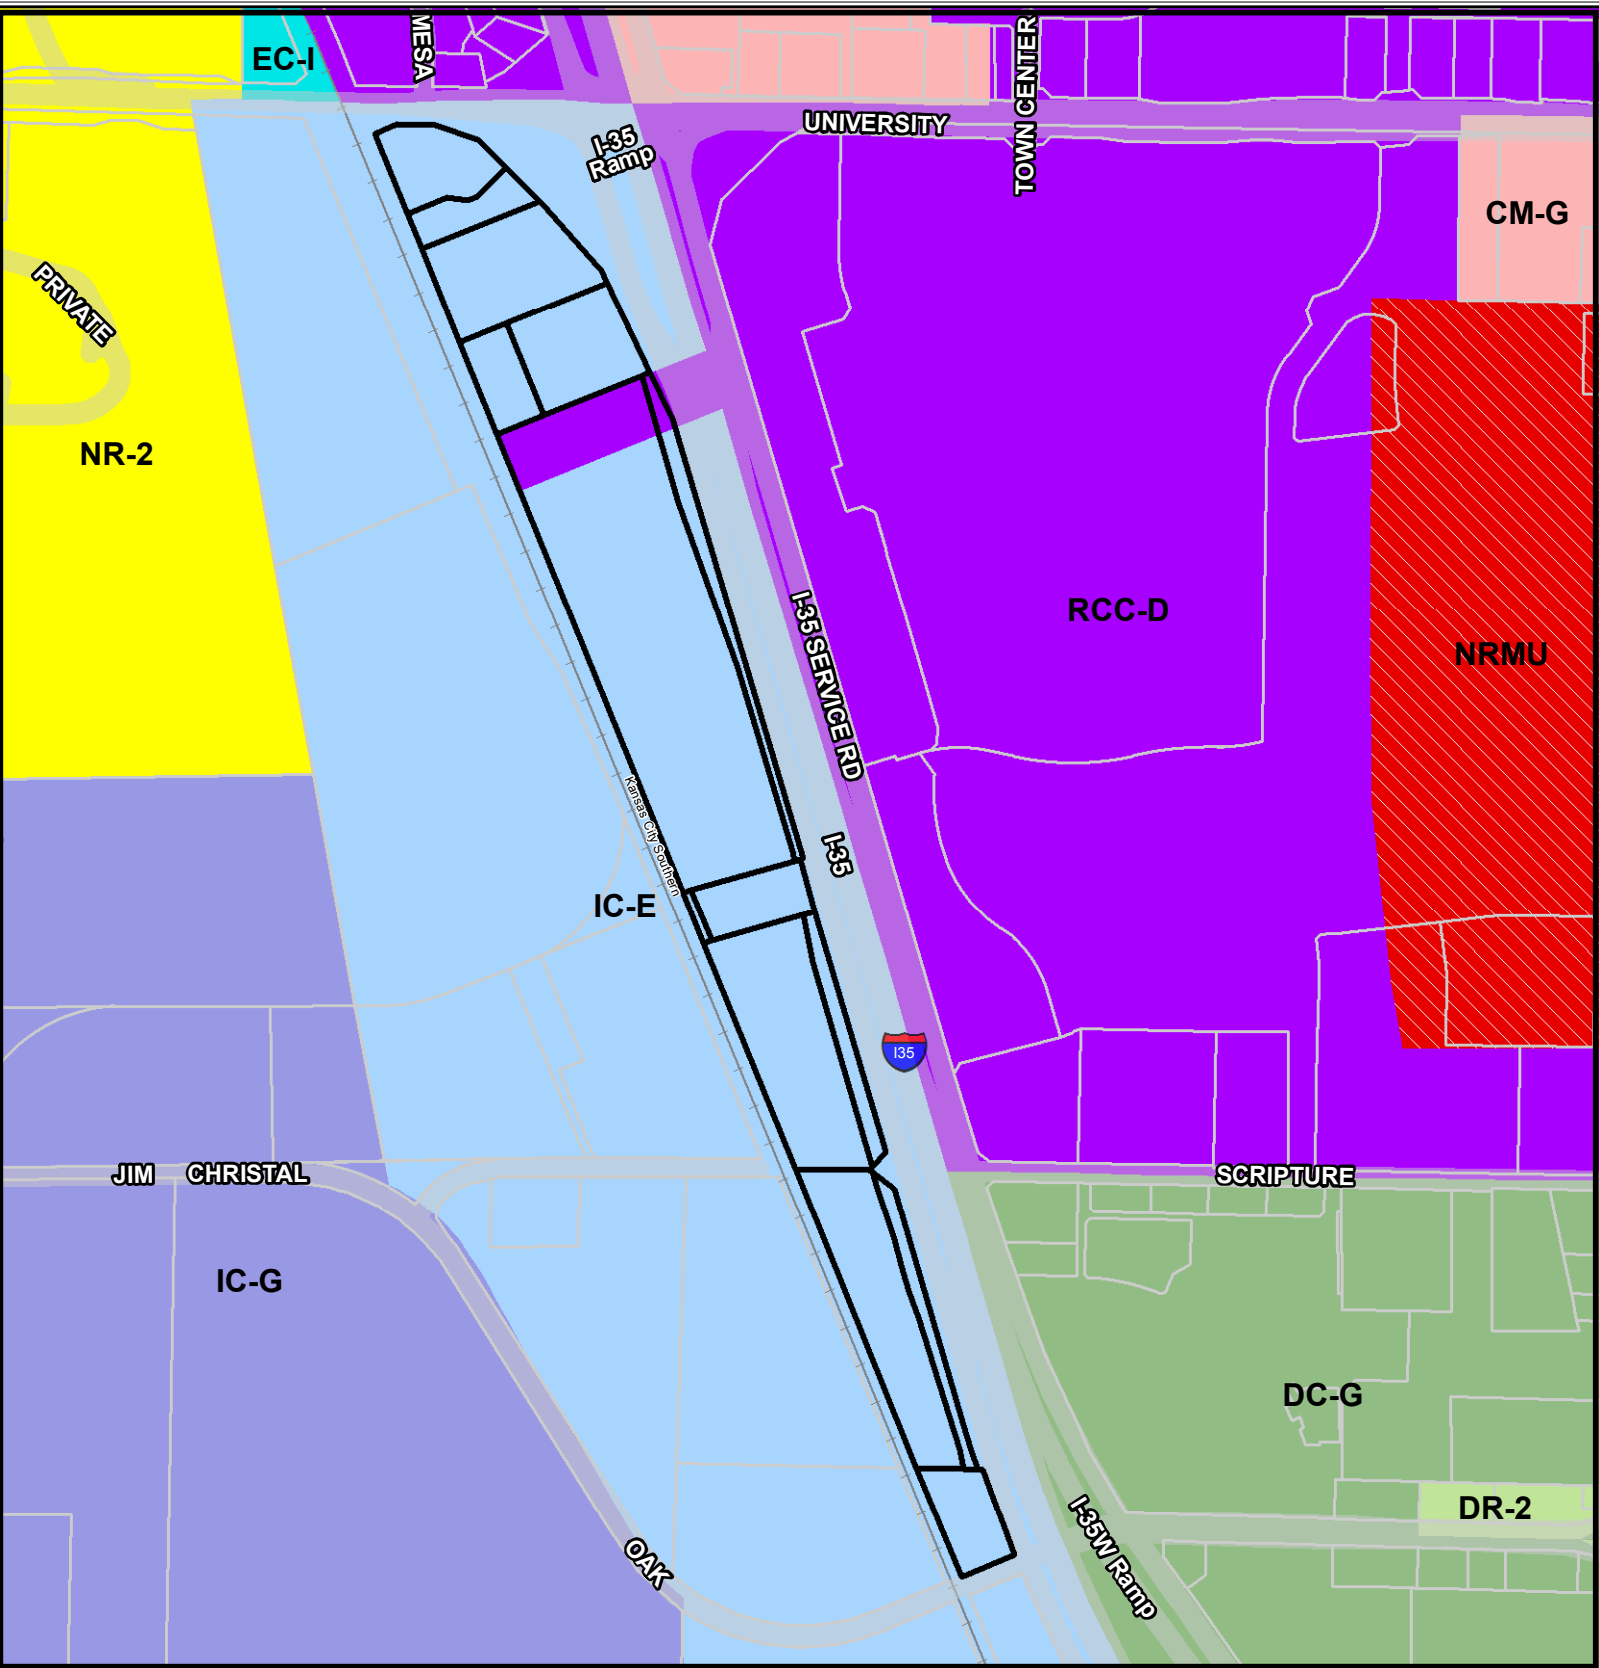 MESA
EC-I
TOWN CENTER
UNIVERSITY
I-35
Ramp
CM-G
PRIVATE
NR-2
RCC-D
NRMU
I-35 SERVICE RD
Kansas City Southern
I-35
IC-E
I35
JIM CHRISTAL
SCRIPTURE
IC-G
DC-G
DR-2
OAK
I-35W Ramp